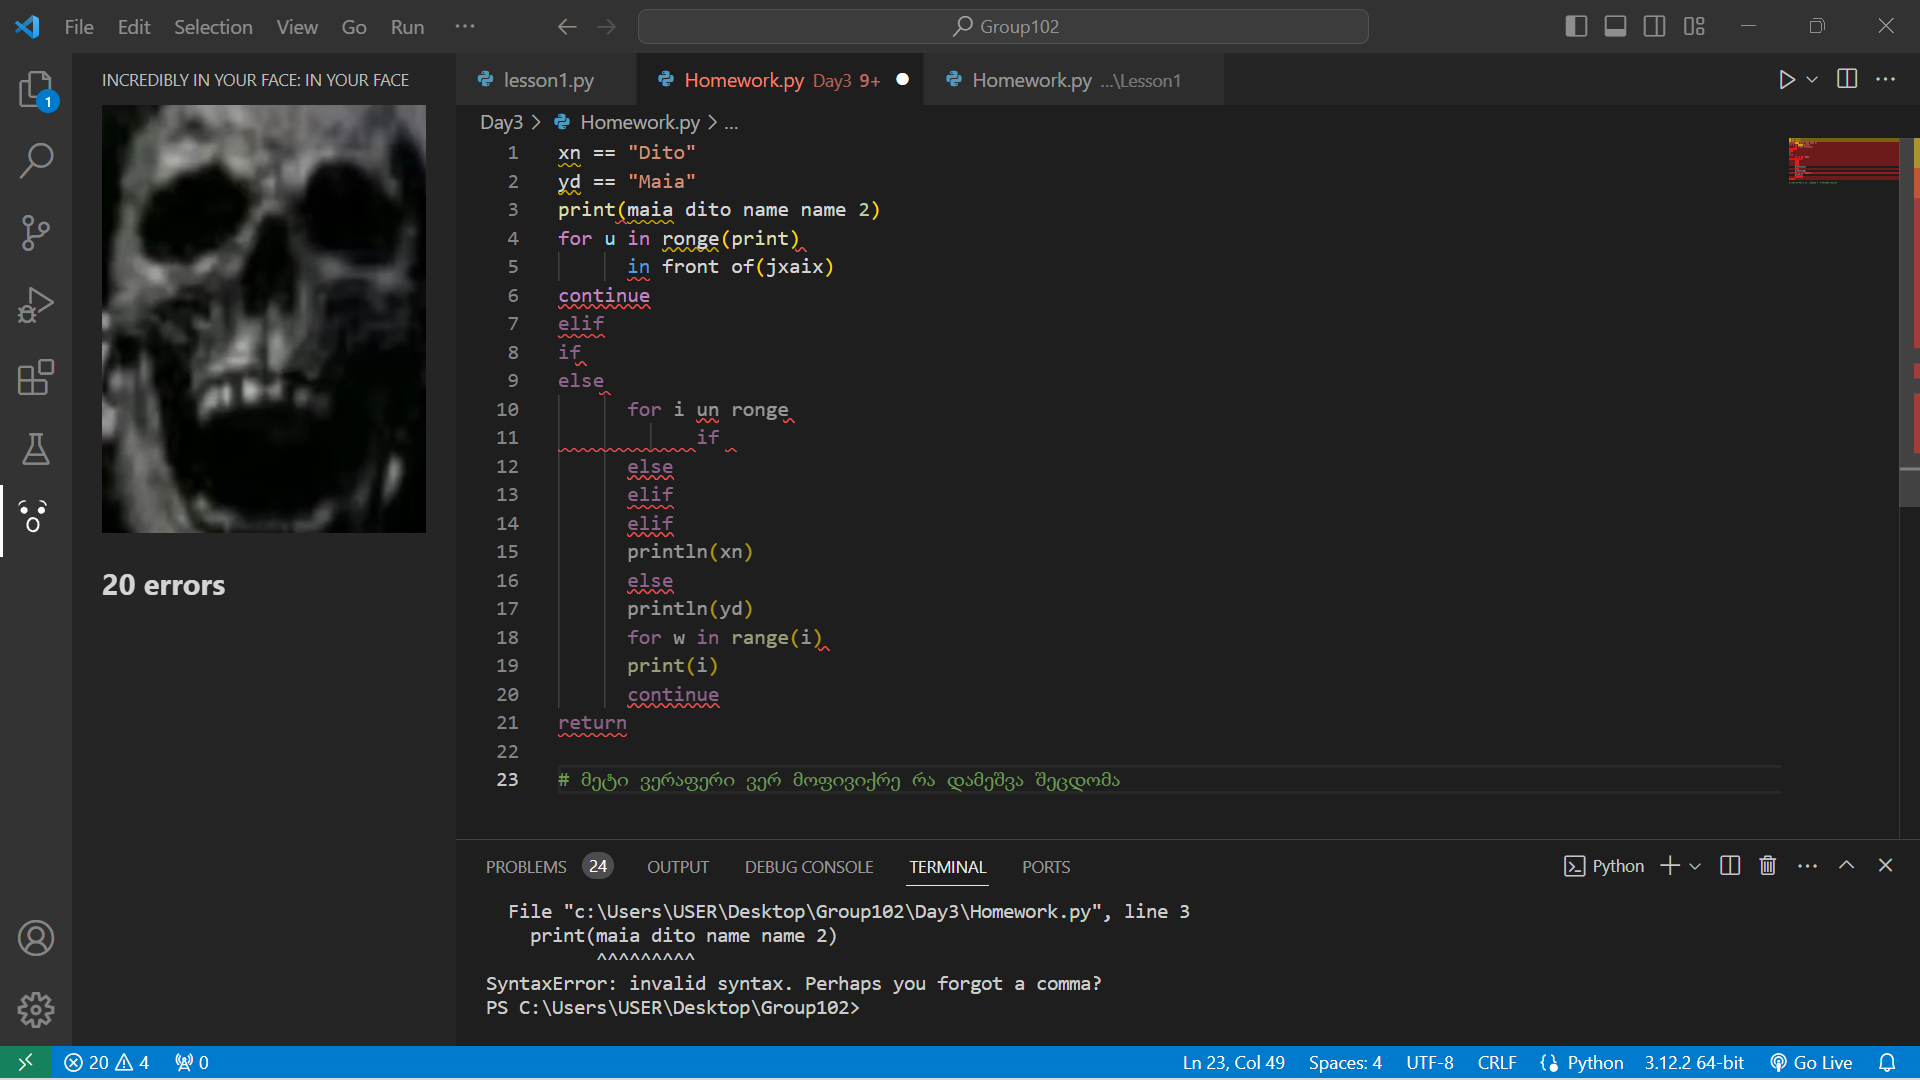 File Edit Selection View Go Run ··· Group102
INCREDIBLY IN YOUR FACE: IN YOUR FACE
20 errors
1
lesson1.py Homework.py Day3 9+ Homework.py ...\Lesson1
Day3 > Homework.py > ...
1 xn == "Dito"
2 yd == "Maia"
3 print(maia dito name name 2)
4 for u in ronge(print)
5 in front of(jxaix)
6 continue
7 elif
8 if
9 else
10 for i un ronge
11 if
12 else
13 elif
14 elif
15 println(xn)
16 else
17 println(yd)
18 for w in range(i)
19 print(i)
20 continue
21 return
22
23 # მეტი ვერაფერი ვერ მოფივიქრე რა დამეშვა შეცდომა
PROBLEMS 24 OUTPUT DEBUG CONSOLE TERMINAL PORTS Python
File "c:\Users\USER\Desktop\Group102\Day3\Homework.py", line 3
print(maia dito name name 2)
^^^^^^^^^
SyntaxError: invalid syntax. Perhaps you forgot a comma?
PS C:\Users\USER\Desktop\Group102>
20 4 0 Ln 23, Col 49 Spaces: 4 UTF-8 CRLF Python 3.12.2 64-bit Go Live